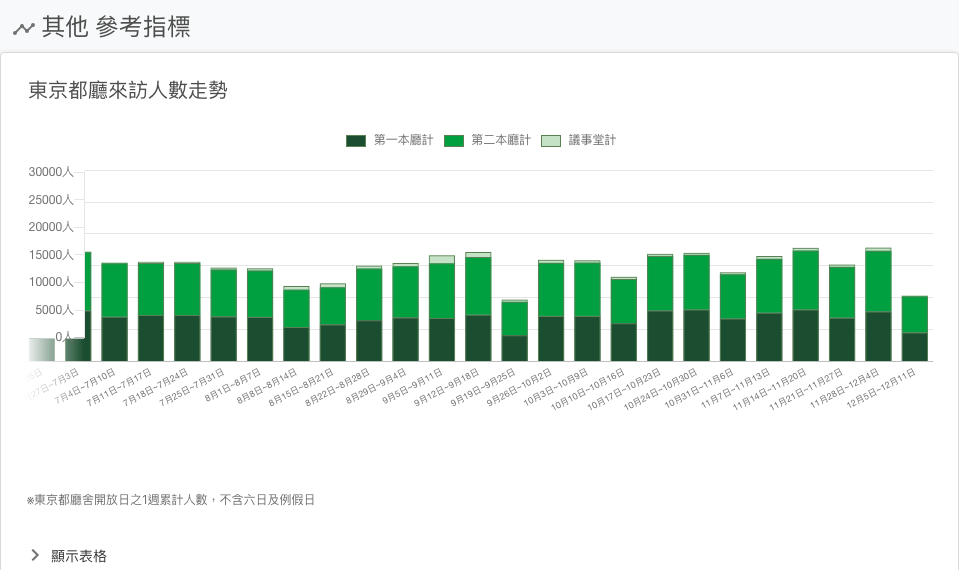 其他 參考指標
東京都廳來訪人數走勢
第一本廳計 第二本廳計 議事堂計
30000人
25000人
20000人
15000人
10000人
5000人
0人
27日~7月3日
7月4日~7月10日
7月11日~7月17日
7月18日~7月24日
7月25日~7月31日
8月1日~8月7日
8月8日~8月14日
8月15日~8月21日
8月22日~8月28日
8月29日~9月4日
9月5日~9月11日
9月12日~9月18日
9月19日~9月25日
9月26日~10月2日
10月3日~10月9日
10月10日~10月16日
10月17日~10月23日
10月24日~10月30日
10月31日~11月6日
11月7日~11月13日
11月14日~11月20日
11月21日~11月27日
11月28日~12月4日
12月5日~12月11日
※東京都廳舍開放日之1週累計人數，不含六日及例假日
顯示表格